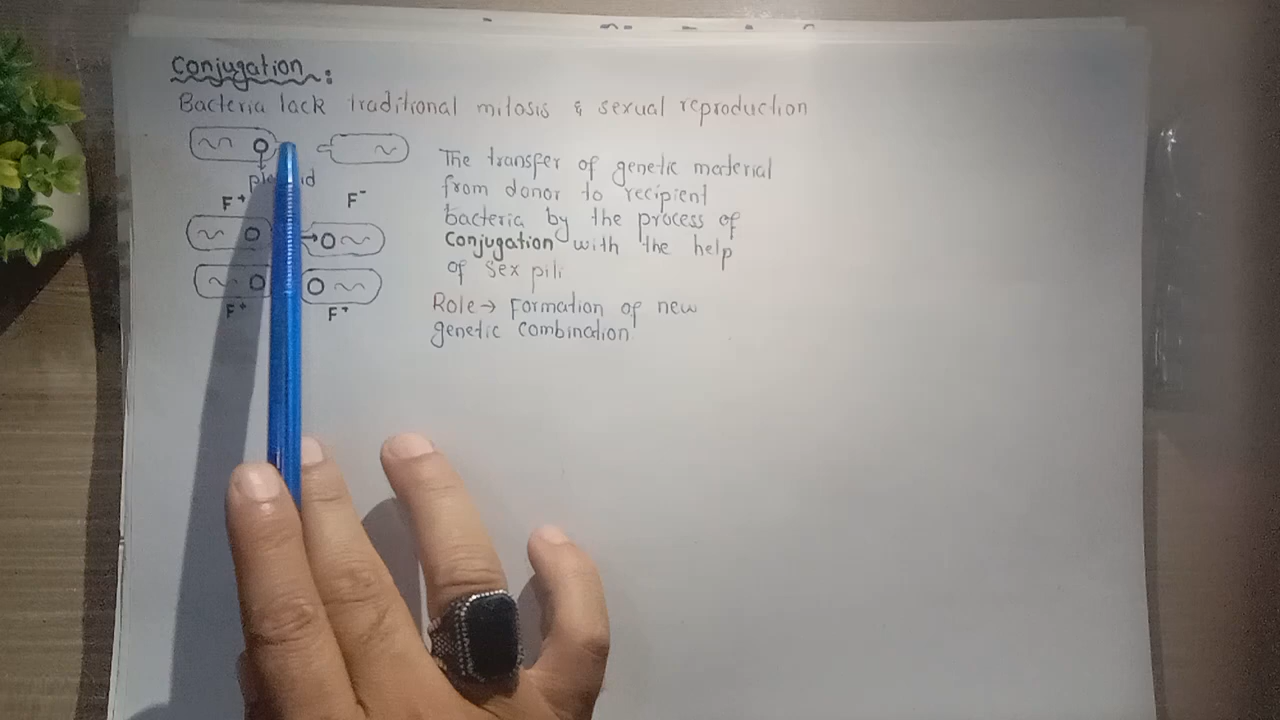 Conjugation :
Bacteria lack traditional mitosis & sexual reproduction
F⁺ F⁻
The transfer of genetic material
from donor to recipient
bacteria by the process of
Conjugation with the help
of sex pili
F⁺ F⁺
Role → Formation of new
genetic combination